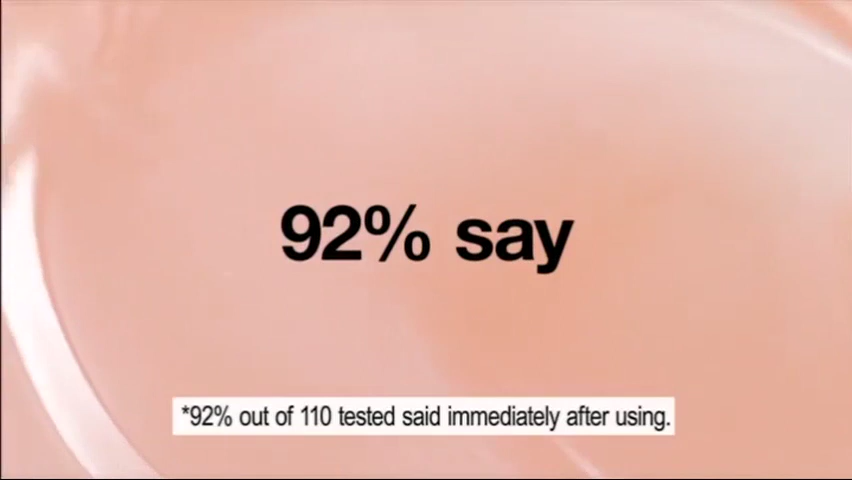 92% say
*92% out of 110 tested said immediately after using.